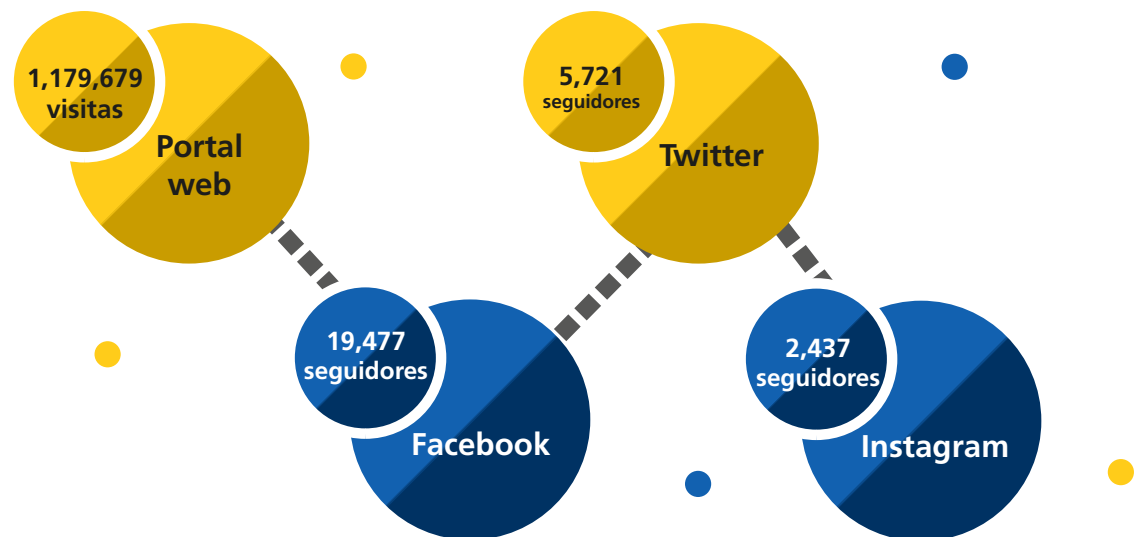 1,179,679
visitas
Portal
web
19,477
seguidores
Facebook
5,721
seguidores
Twitter
2,437
seguidores
Instagram